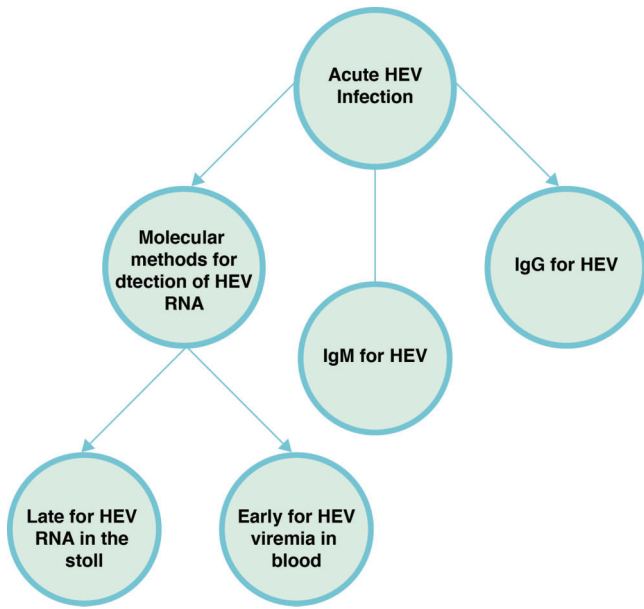 Acute HEV
Infection
Molecular
methods for
dtection of HEV
RNA
IgG for HEV
IgM for HEV
Late for HEV
RNA in the
stoll
Early for HEV
viremia in
blood